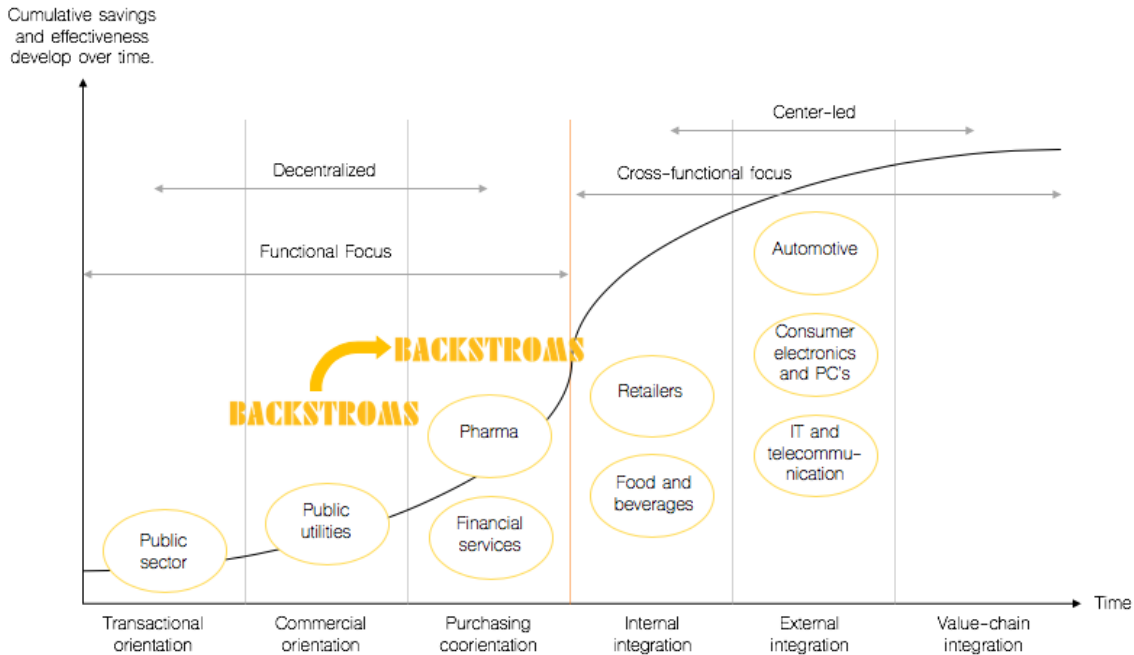 Cumulative savings
and effectiveness
develop over time.
Center-led
Decentralized
Cross-functional focus
Functional Focus
Automotive
Consumer
electronics
and PC's
BACKSTROMS
BACKSTROMS
Retailers
Pharma
IT and
telecommu-
nication
Food and
beverages
Public
utilities
Financial
services
Public
sector
Time
Transactional
orientation
Commercial
orientation
Purchasing
coorientation
Internal
integration
External
integration
Value-chain
integration